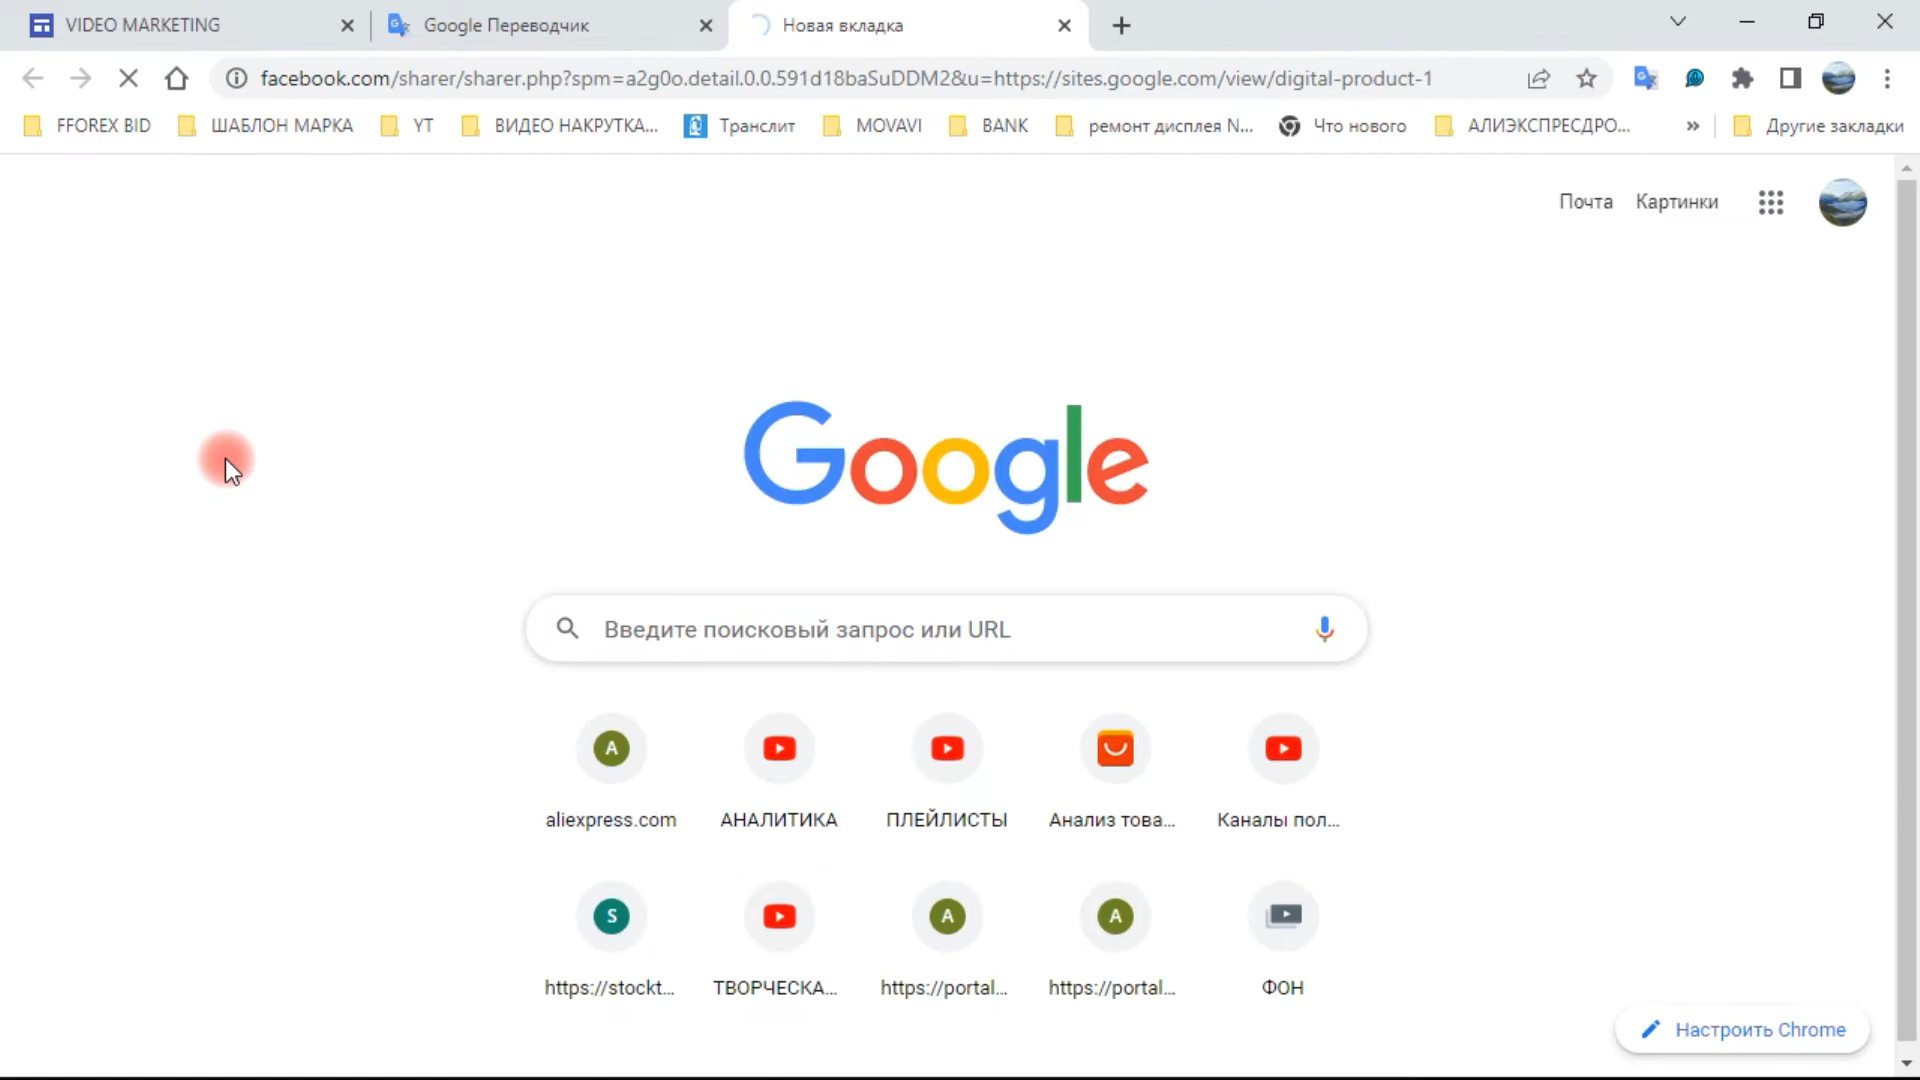 VIDEO MARKETING
Google Переводчик
Новая вкладка
facebook.com/sharer/sharer.php?spm=a2g0o.detail.0.0.591d18baSuDDM2&u=https://sites.google.com/view/digital-product-1
FFOREX BID
ШАБЛОН МАРКА
YT
ВИДЕО НАКРУТКА...
Транслит
MOVAVI
BANK
ремонт дисплея N...
Что нового
АЛИЭКСПРЕСДРО...
»
Другие закладки
Почта
Картинки
Google
Введите поисковый запрос или URL
A
aliexpress.com
АНАЛИТИКА
ПЛЕЙЛИСТЫ
Анализ това...
Каналы пол...
S
https://stockt...
ТВОРЧЕСКА...
A
https://portal...
A
https://portal...
ФОН
Настроить Chrome